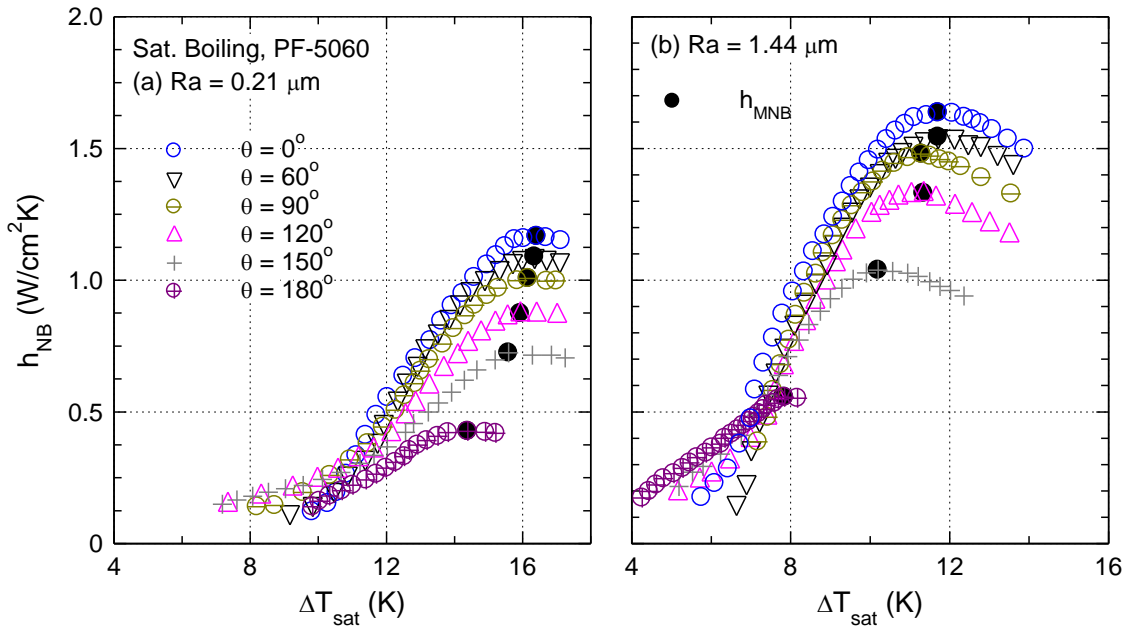 Sat. Boiling, PF-5060
(a) Ra = 0.21 μm
θ = 0°
θ = 60°
θ = 90°
θ = 120°
θ = 150°
θ = 180°
2.0
1.5
1.0
0.5
0
h_NB (W/cm²K)
4 8 12 16
ΔT_sat (K)
(b) Ra = 1.44 μm
h_MNB
4 8 12 16
ΔT_sat (K)